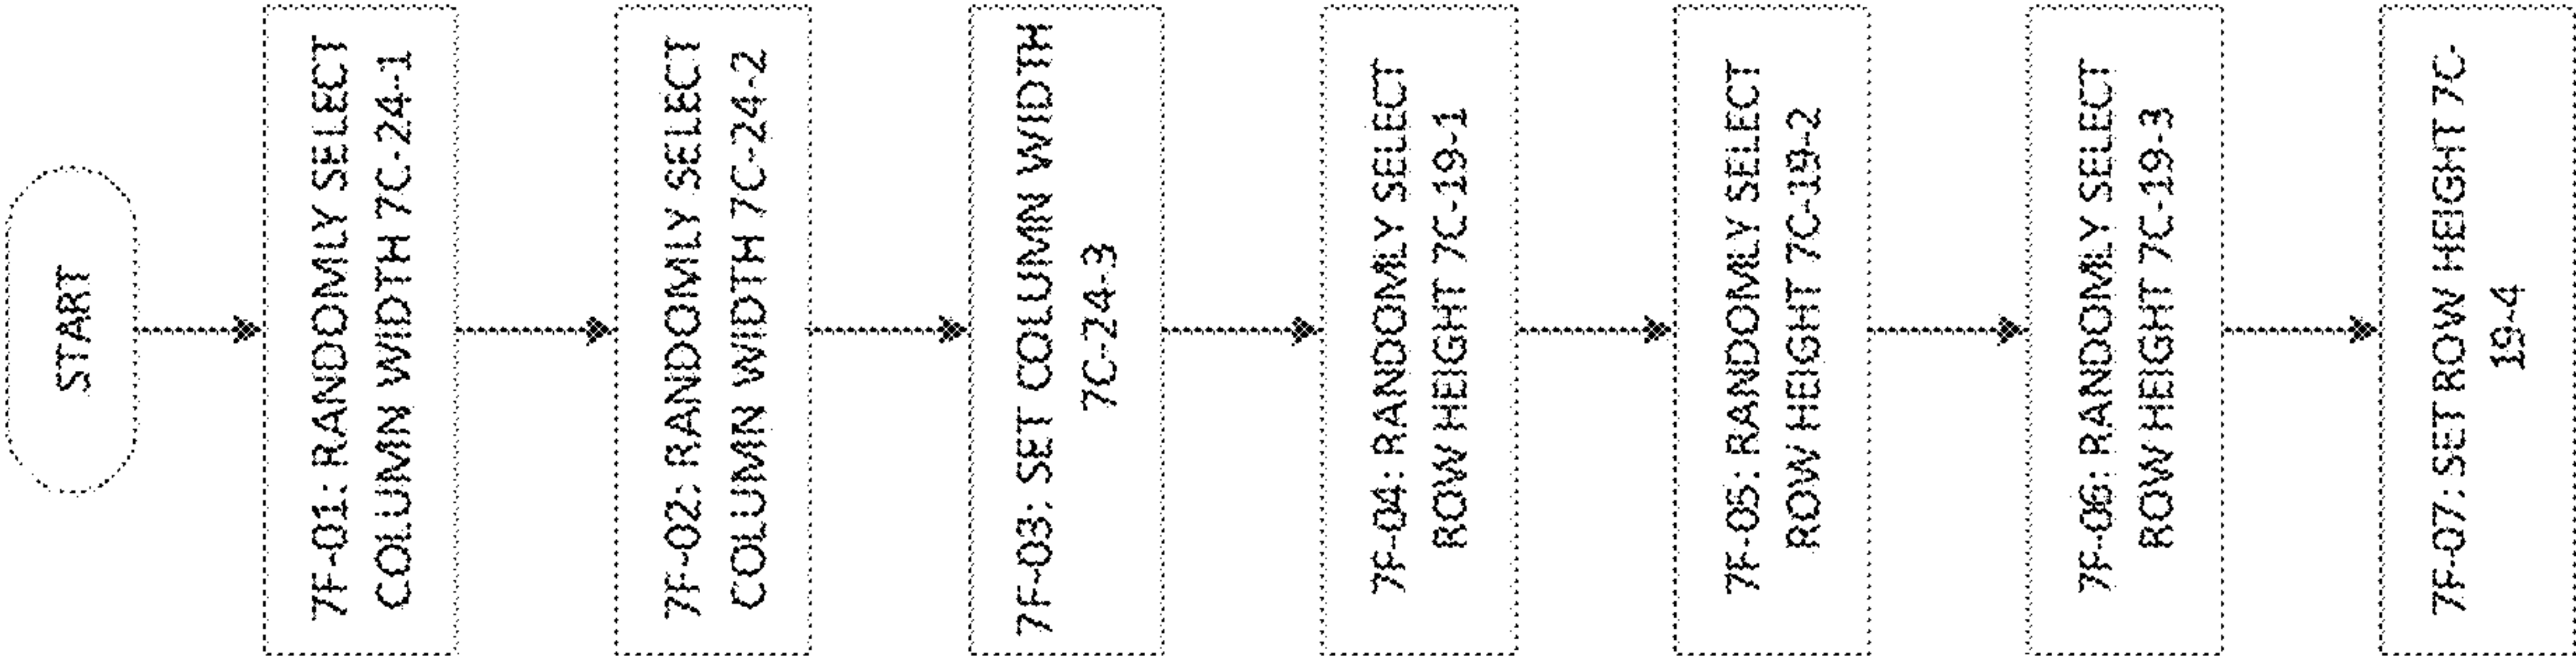 START
7F-01: RANDOMLY SELECT
COLUMN WIDTH 7C-24-1
7F-02: RANDOMLY SELECT
COLUMN WIDTH 7C-24-2
7F-03: SET COLUMN WIDTH
7C-24-3
7F-04: RANDOMLY SELECT
ROW HEIGHT 7C-19-1
7F-05: RANDOMLY SELECT
ROW HEIGHT 7C-19-2
7F-06: RANDOMLY SELECT
ROW HEIGHT 7C-19-3
7F-07: SET ROW HEIGHT 7C-
19-4